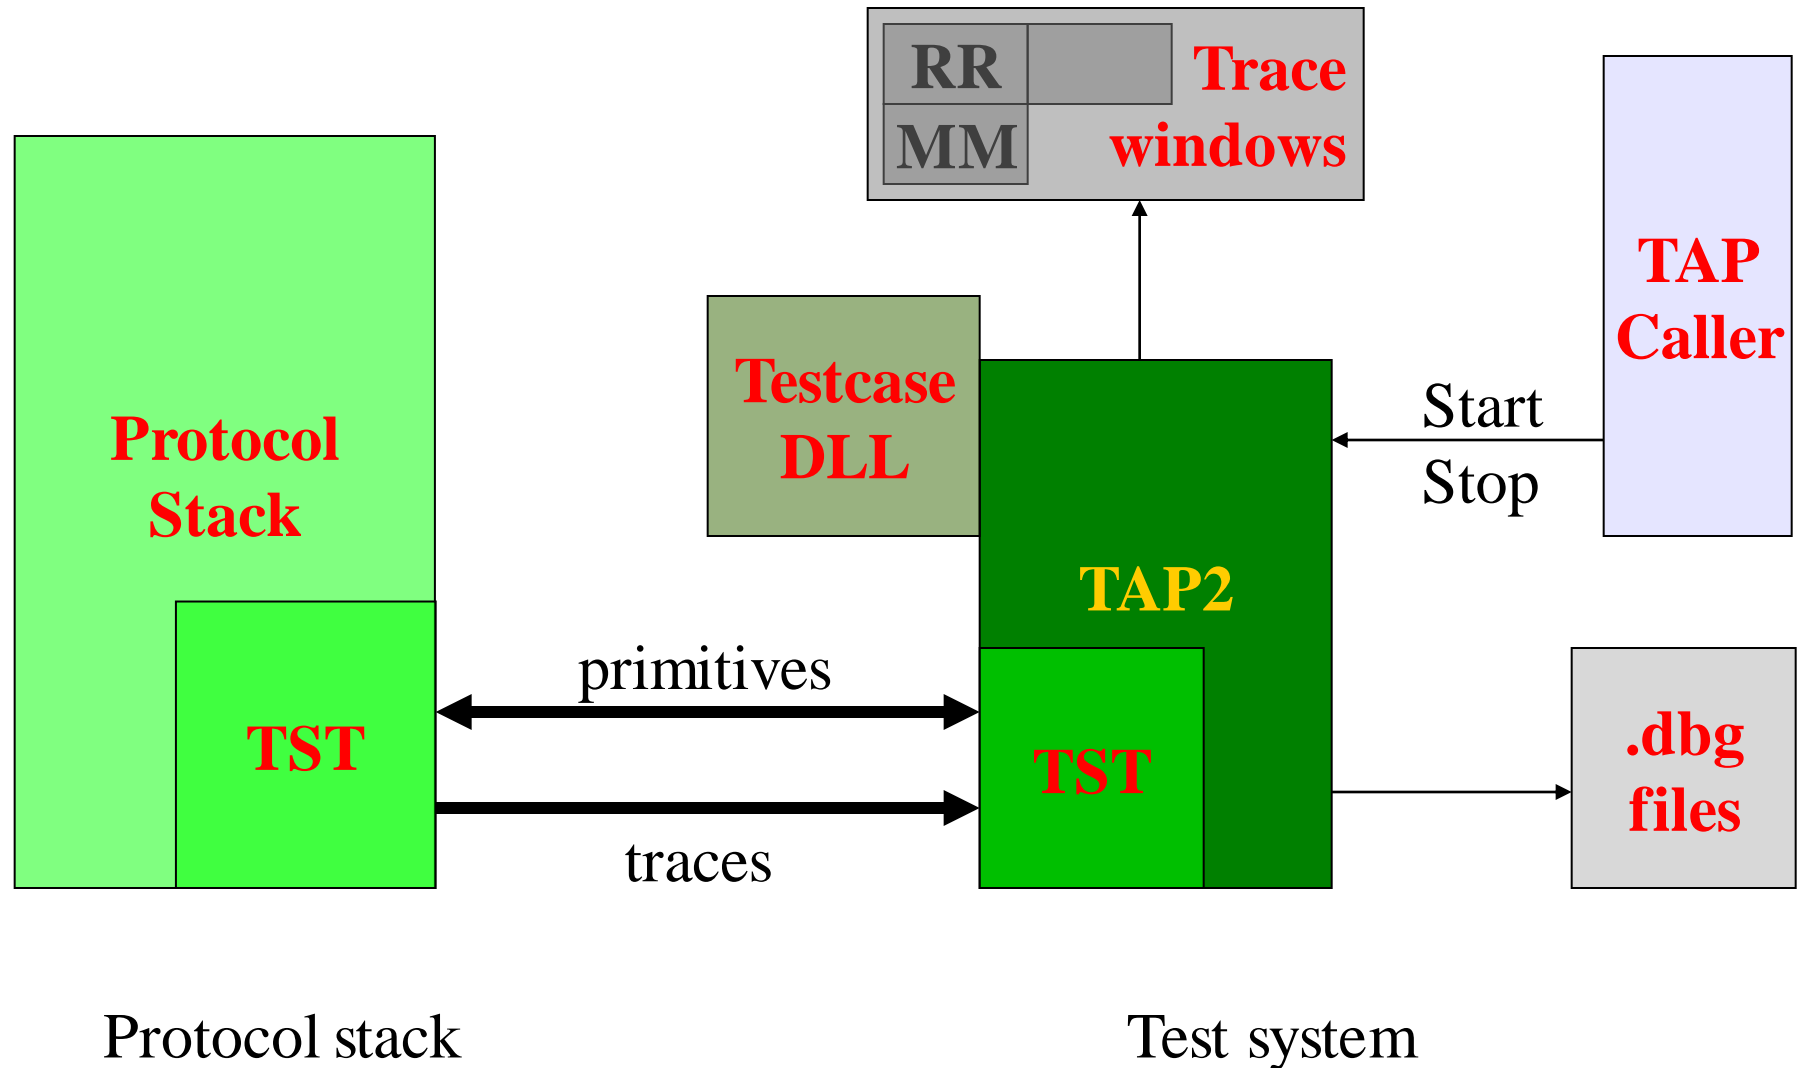 RR
MM
Trace
windows
TAP
Caller
Testcase
DLL
Start
Stop
Protocol
Stack
TAP2
primitives
TST
TST
.dbg
files
traces
Protocol stack
Test system